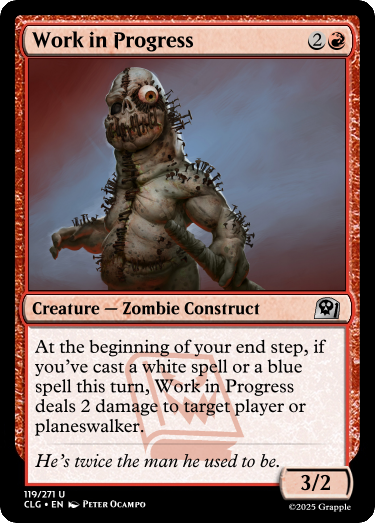 Work in Progress 2
Creature — Zombie Construct
At the beginning of your end step, if
you've cast a white spell or a blue
spell this turn, Work in Progress
deals 2 damage to target player or
planeswalker.
He's twice the man he used to be.
3/2
119/271 U
CLG • EN Peter Ocampo
©2025 Grapple